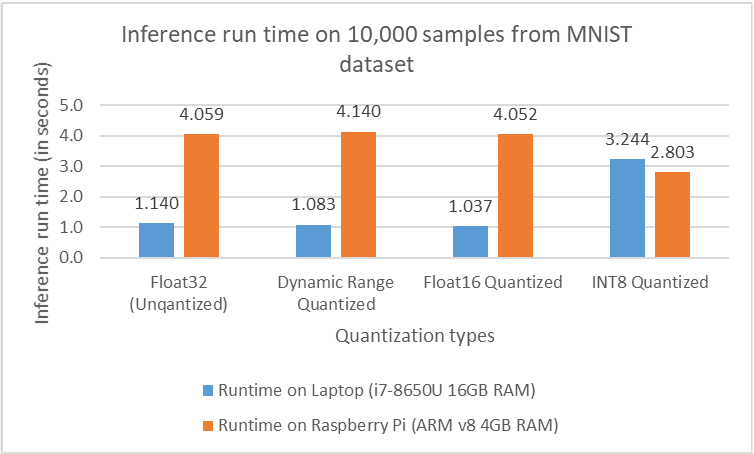 Inference run time on 10,000 samples from MNIST
dataset
Inference run time (in seconds)
5.0
4.0
3.0
2.0
1.0
0.0
1.140
4.059
1.083
4.140
1.037
4.052
3.244
2.803
Float32
(Unqantized)
Dynamic Range
Quantized
Float16 Quantized
INT8 Quantized
Quantization types
Runtime on Laptop (i7-8650U 16GB RAM)
Runtime on Raspberry Pi (ARM v8 4GB RAM)